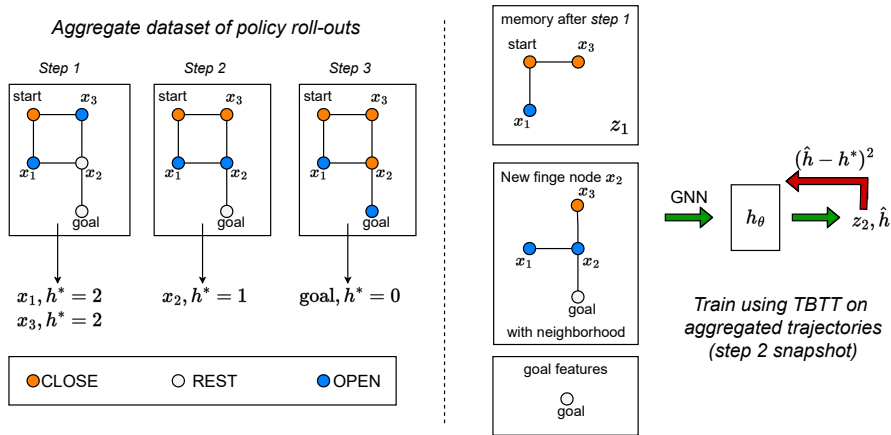 Aggregate dataset of policy roll-outs
Step 1
start
x₃
x₁
x₂
goal
x₁, h* = 2
x₃, h* = 2
Step 2
start
x₃
x₁
x₂
goal
x₂, h* = 1
Step 3
start
x₃
x₁
x₂
goal
goal, h* = 0
CLOSE
REST
OPEN
memory after step 1
start
x₃
x₁
z₁
New finge node x₂
x₃
x₁
x₂
goal
with neighborhood
goal features
goal
GNN
h_θ
(ĥ − h*)²
z₂, ĥ
Train using TBTT on
aggregated trajectories
(step 2 snapshot)